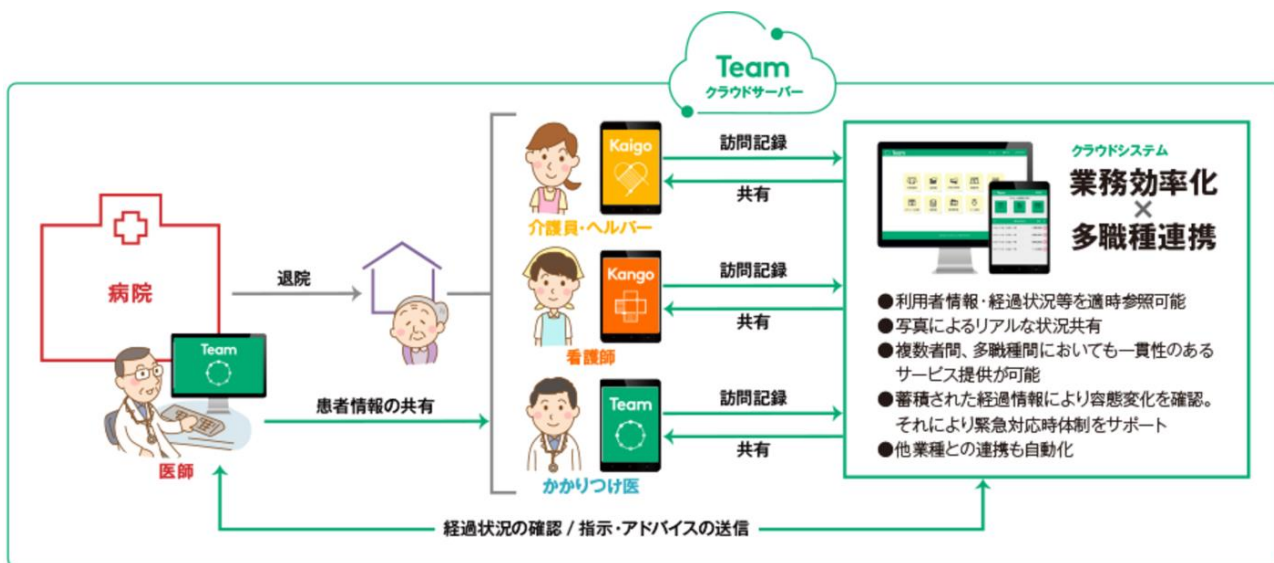 Team
クラウドサーバー
病院
Team
医師
退院
患者情報の共有
Kaigo
介護員・ヘルパー
Kango
看護師
Team
かかりつけ医
訪問記録
共有
訪問記録
共有
訪問記録
共有
経過状況の確認 / 指示・アドバイスの送信
Team
クラウドシステム
業務効率化
×
多職種連携
●利用者情報・経過状況等を適時参照可能
●写真によるリアルな状況共有
●複数者間、多職種間においても一貫性のある
サービス提供が可能
●蓄積された経過情報により容態変化を確認。
それにより緊急対応時体制をサポート
●他業種との連携も自動化